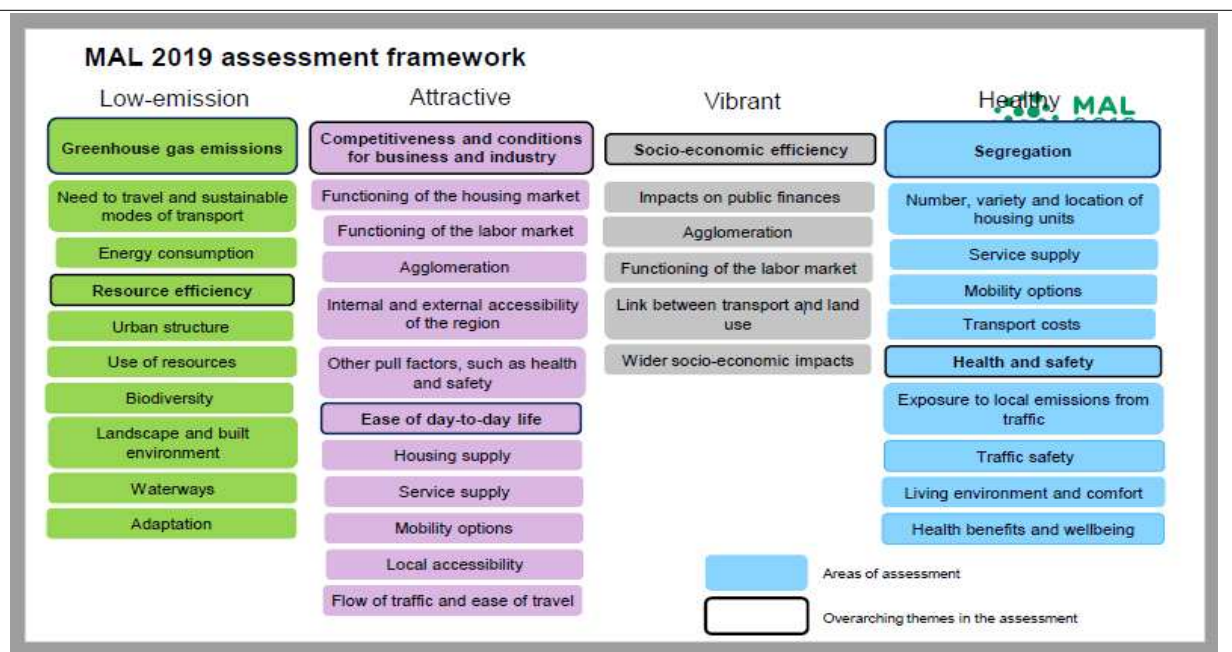 MAL 2019 assessment framework
Low-emission
Greenhouse gas emissions
Need to travel and sustainable
modes of transport
Energy consumption
Resource efficiency
Urban structure
Use of resources
Biodiversity
Landscape and built
environment
Waterways
Adaptation
Attractive
Competitiveness and conditions
for business and industry
Functioning of the housing market
Functioning of the labor market
Agglomeration
Internal and external accessibility
of the region
Other pull factors, such as health
and safety
Ease of day-to-day life
Housing supply
Service supply
Mobility options
Local accessibility
Flow of traffic and ease of travel
Vibrant
Socio-economic efficiency
Impacts on public finances
Agglomeration
Functioning of the labor market
Link between transport and land
use
Wider socio-economic impacts
Healthy
MAL
Segregation
Number, variety and location of
housing units
Service supply
Mobility options
Transport costs
Health and safety
Exposure to local emissions from
traffic
Traffic safety
Living environment and comfort
Health benefits and wellbeing
Areas of assessment
Overarching themes in the assessment